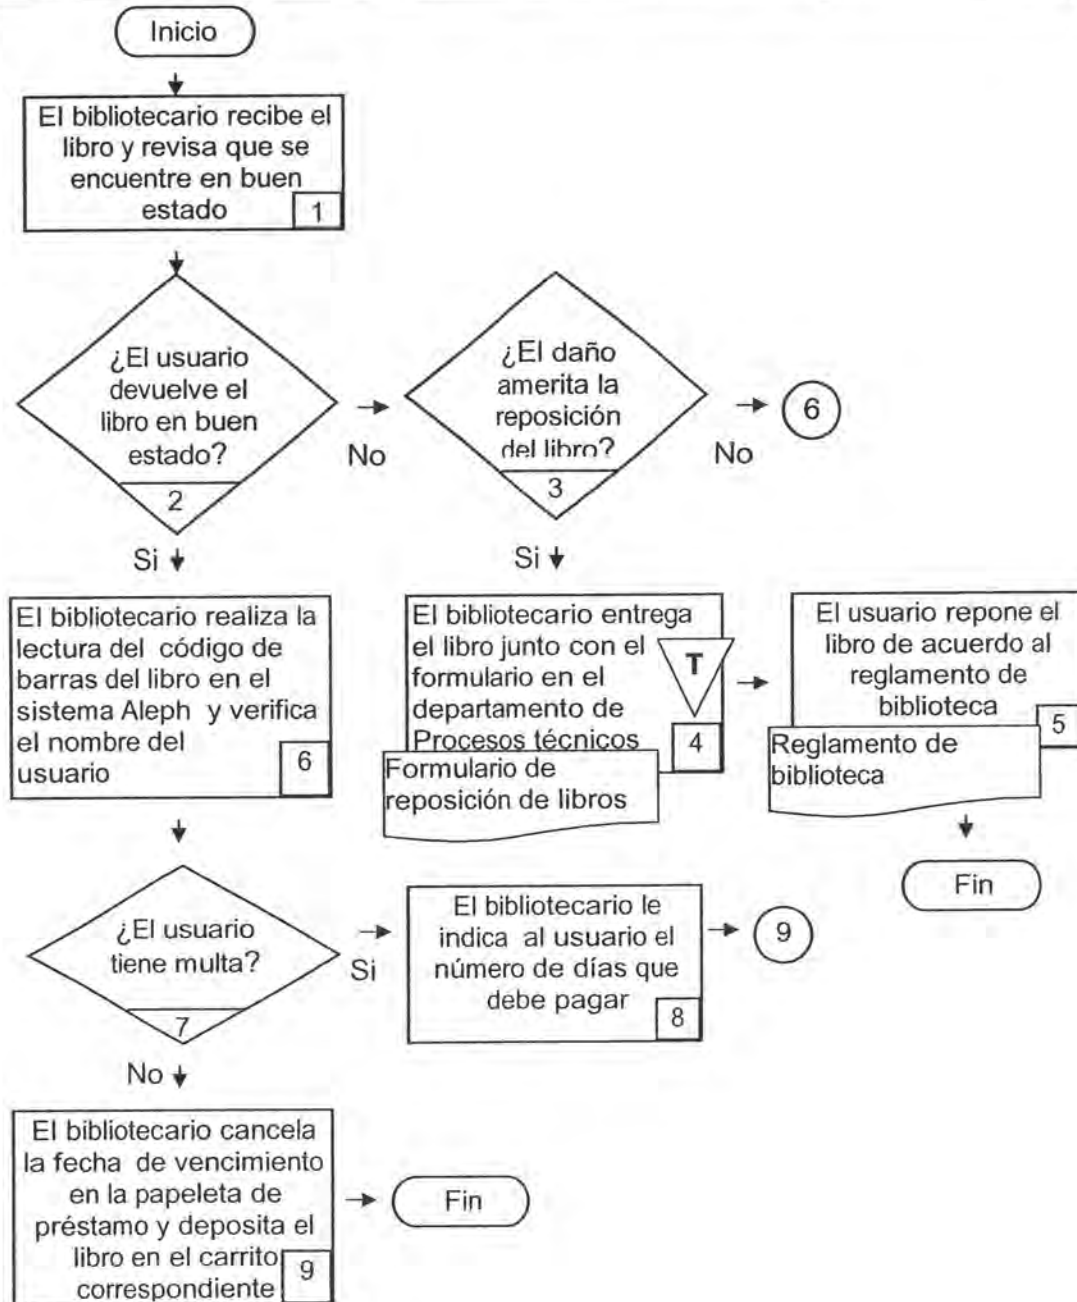 Inicio
El bibliotecario recibe el
libro y revisa que se
encuentre en buen
estado
1
¿El usuario
devuelve el
libro en buen
estado?
2
No
¿El daño
amerita la
reposición
del libro?
3
No
6
Si
Si
El bibliotecario realiza la
lectura del código de
barras del libro en el
sistema Aleph y verifica
el nombre del
usuario
6
El bibliotecario entrega
el libro junto con el
formulario en el
departamento de
Procesos técnicos
T
4
Formulario de
reposición de libros
El usuario repone el
libro de acuerdo al
reglamento de
biblioteca
5
Reglamento de
biblioteca
Fin
¿El usuario
tiene multa?
7
Si
El bibliotecario le
indica al usuario el
número de días que
debe pagar
8
9
No
El bibliotecario cancela
la fecha de vencimiento
en la papeleta de
préstamo y deposita el
libro en el carrito
correspondiente
9
Fin